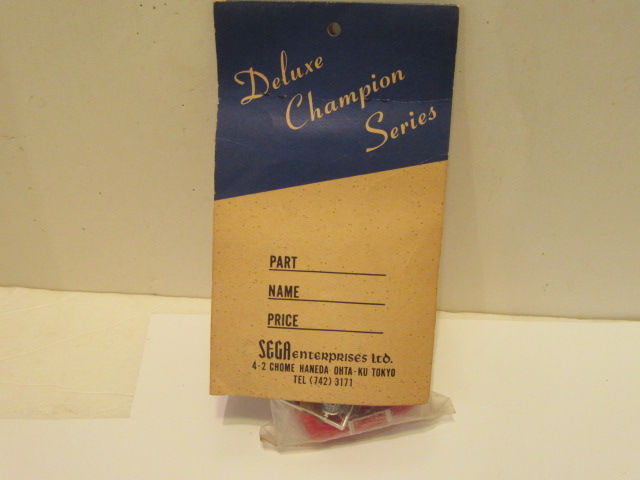 Deluxe
Champion
Series
PART
NAME
PRICE
SEGA ENTERPRISES LTD.
4-2 CHOME HANEDA OHTA-KU TOKYO
TEL (742) 3171